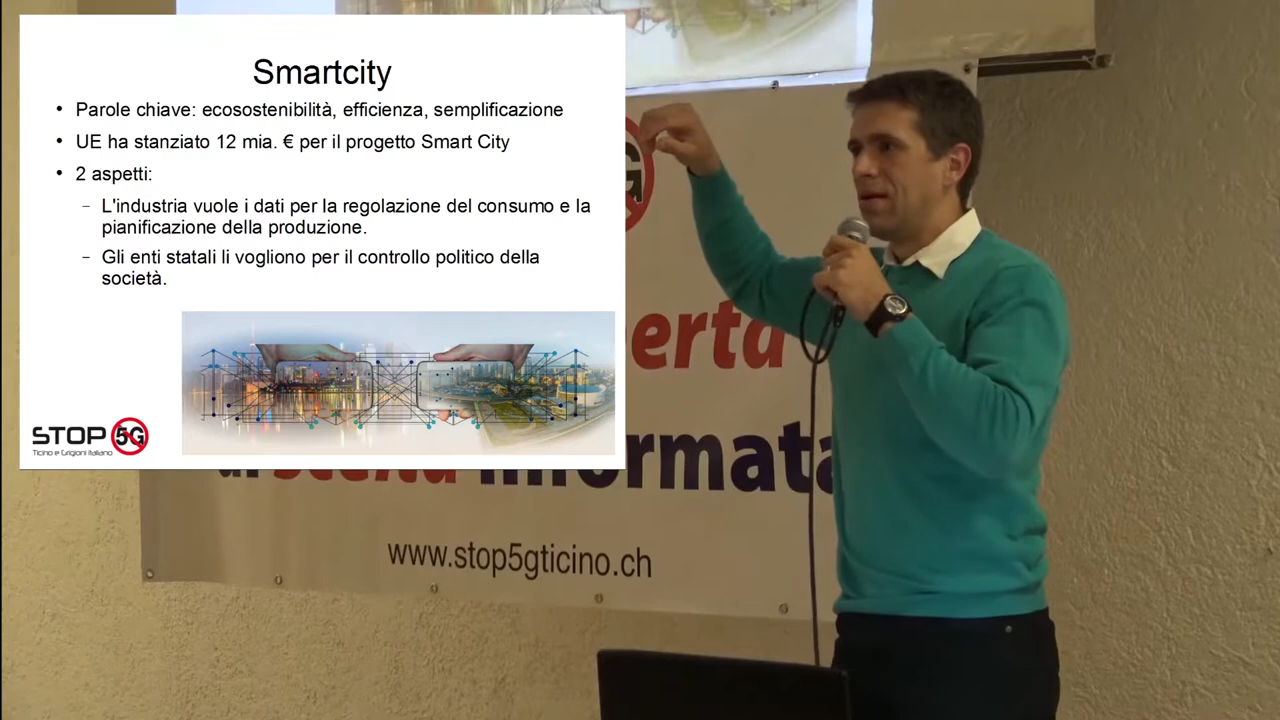 Smartcity
• Parole chiave: ecosostenibilità, efficienza, semplificazione
• UE ha stanziato 12 mia. € per il progetto Smart City
• 2 aspetti:
– L'industria vuole i dati per la regolazione del consumo e la
pianificazione della produzione.
– Gli enti statali li vogliono per il controllo politico della
società.
STOP 5G
Ticino e Grigioni italiano
G
erta
di scelta informata
www.stop5gticino.ch